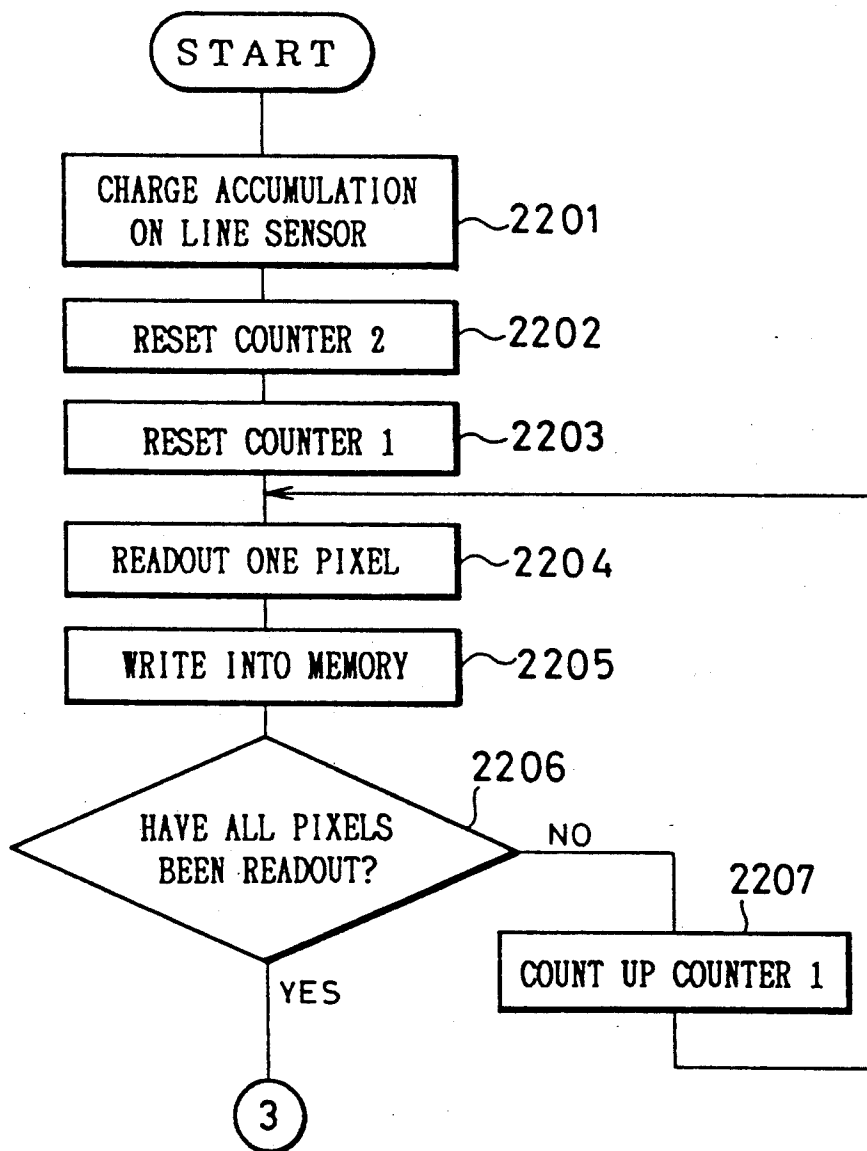 START
CHARGE ACCUMULATION
ON LINE SENSOR
2201
RESET COUNTER 2
2202
RESET COUNTER 1
2203
READOUT ONE PIXEL
2204
WRITE INTO MEMORY
2205
2206
HAVE ALL PIXELS
BEEN READOUT?
NO
2207
COUNT UP COUNTER 1
YES
3